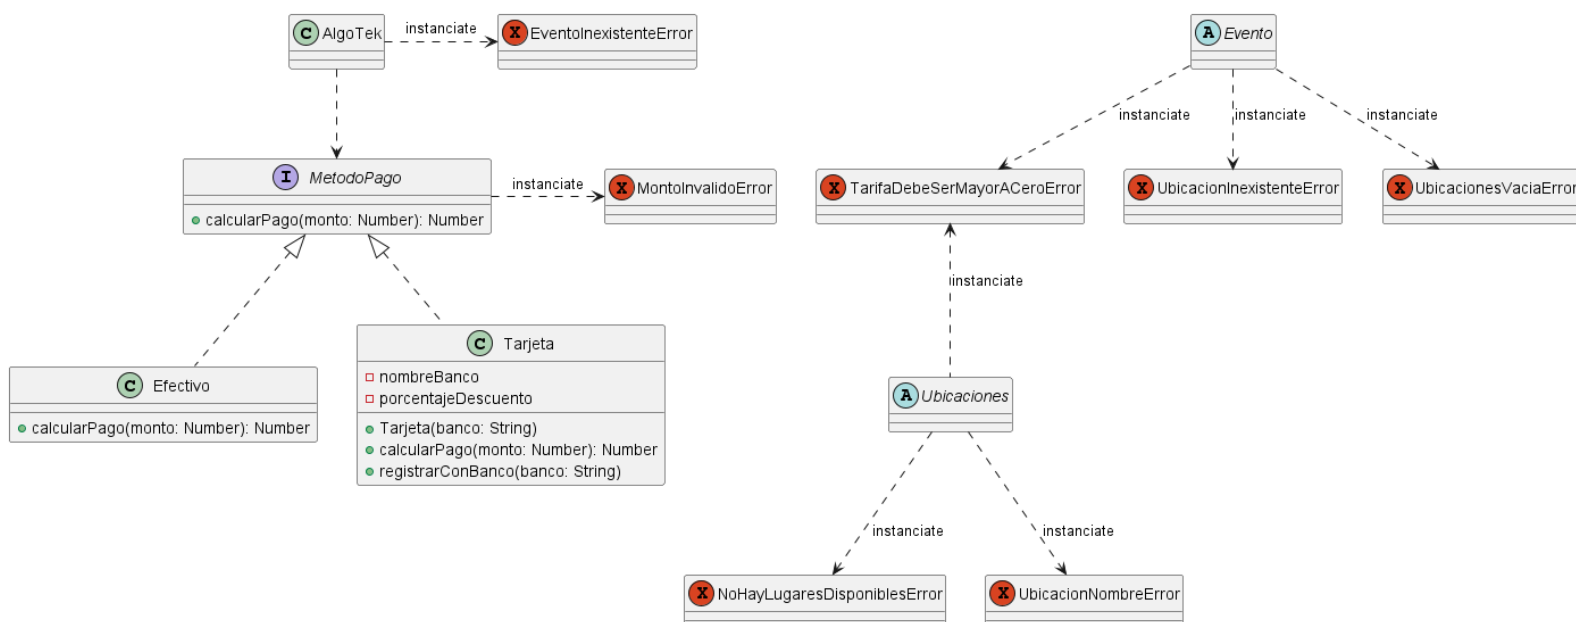 C AlgoTek
instanciate
X EventoInexistenteError
A Evento
instanciate
instanciate
instanciate
I MetodoPago
calcularPago(monto: Number): Number
instanciate
X MontoInvalidoError
X TarifaDebeSerMayorACeroError
X UbicacionInexistenteError
X UbicacionesVaciaError
instanciate
C Efectivo
calcularPago(monto: Number): Number
C Tarjeta
nombreBanco
porcentajeDescuento
Tarjeta(banco: String)
calcularPago(monto: Number): Number
registrarConBanco(banco: String)
A Ubicaciones
instanciate
instanciate
X NoHayLugaresDisponiblesError
X UbicacionNombreError